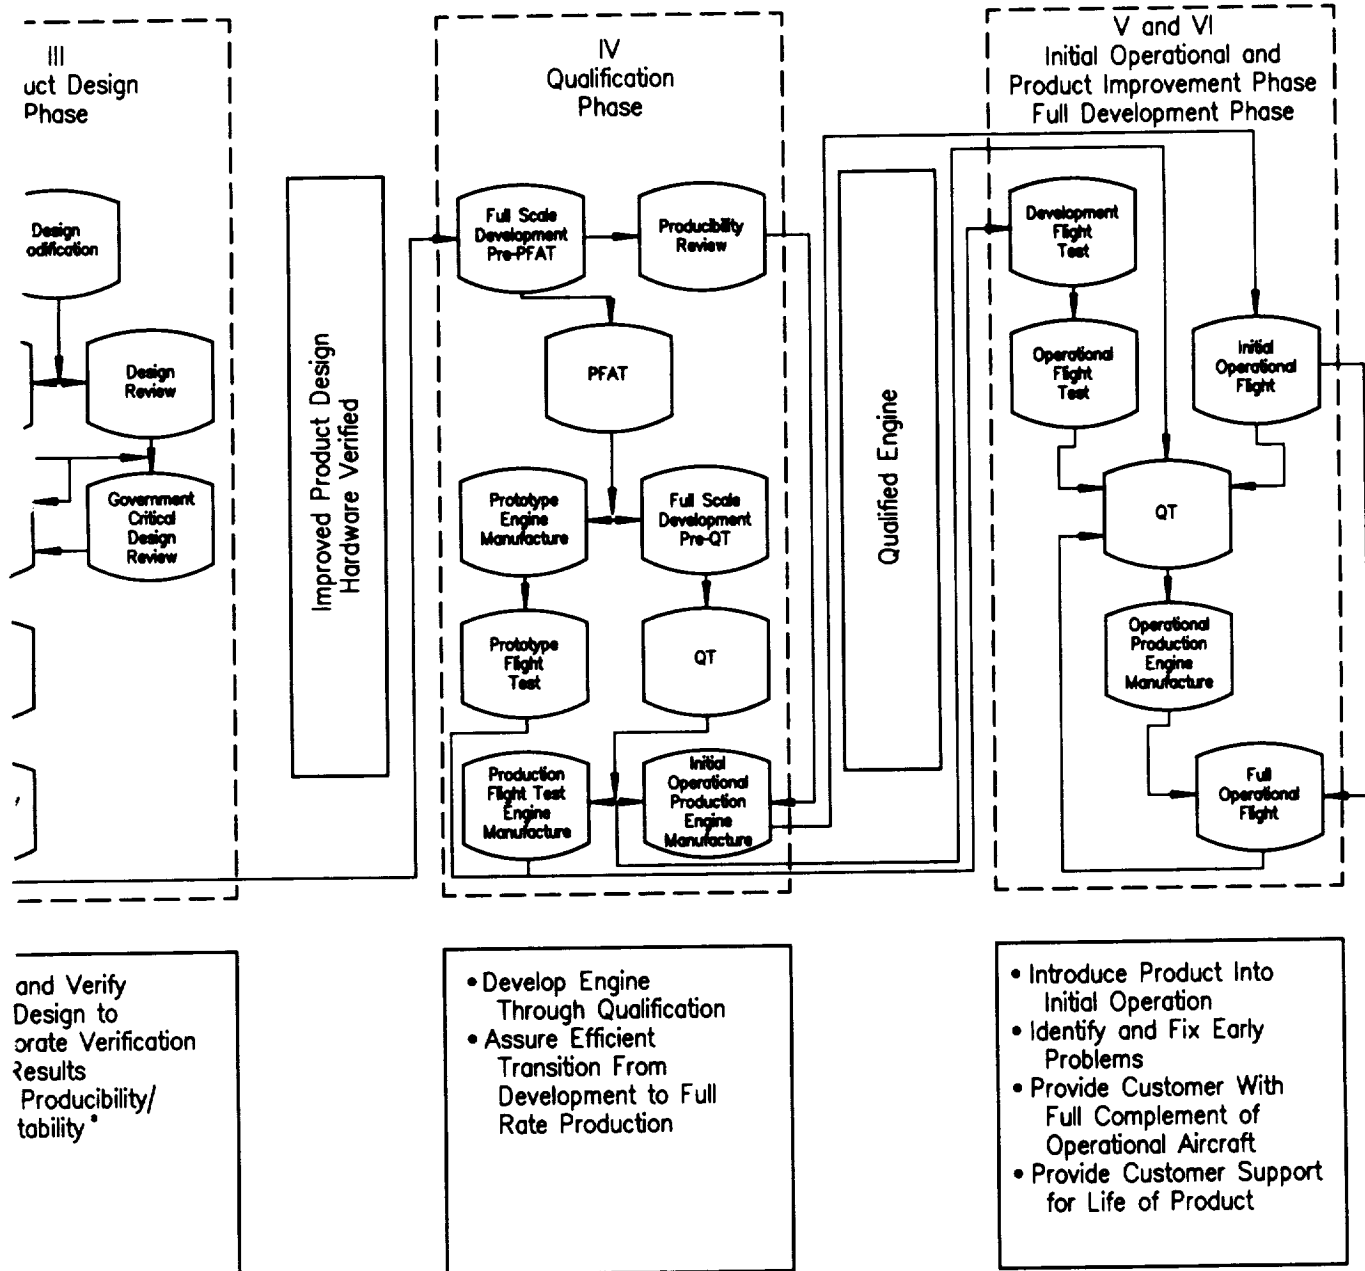 III
uct Design
Phase
Design
odification
Design
Review
Government
Critical
Design
Review
Improved Product Design
Hardware Verified
IV
Qualification
Phase
Full Scale
Development
Pre-PFAT
Producibility
Review
PFAT
Prototype
Engine
Manufacture
Full Scale
Development
Pre-QT
Prototype
Flight
Test
QT
Production
Flight Test
Engine
Manufacture
Initial
Operational
Production
Engine
Manufacture
Qualified Engine
V and VI
Initial Operational and
Product Improvement Phase
Full Development Phase
Development
Flight
Test
Operational
Flight
Test
Initial
Operational
Flight
QT
Operational
Production
Engine
Manufacture
Full
Operational
Flight
and Verify
Design to
orate Verification
Results
Producibility/
tability
• Develop Engine
Through Qualification
• Assure Efficient
Transition From
Development to Full
Rate Production
• Introduce Product Into
Initial Operation
• Identify and Fix Early
Problems
• Provide Customer With
Full Complement of
Operational Aircraft
• Provide Customer Support
for Life of Product